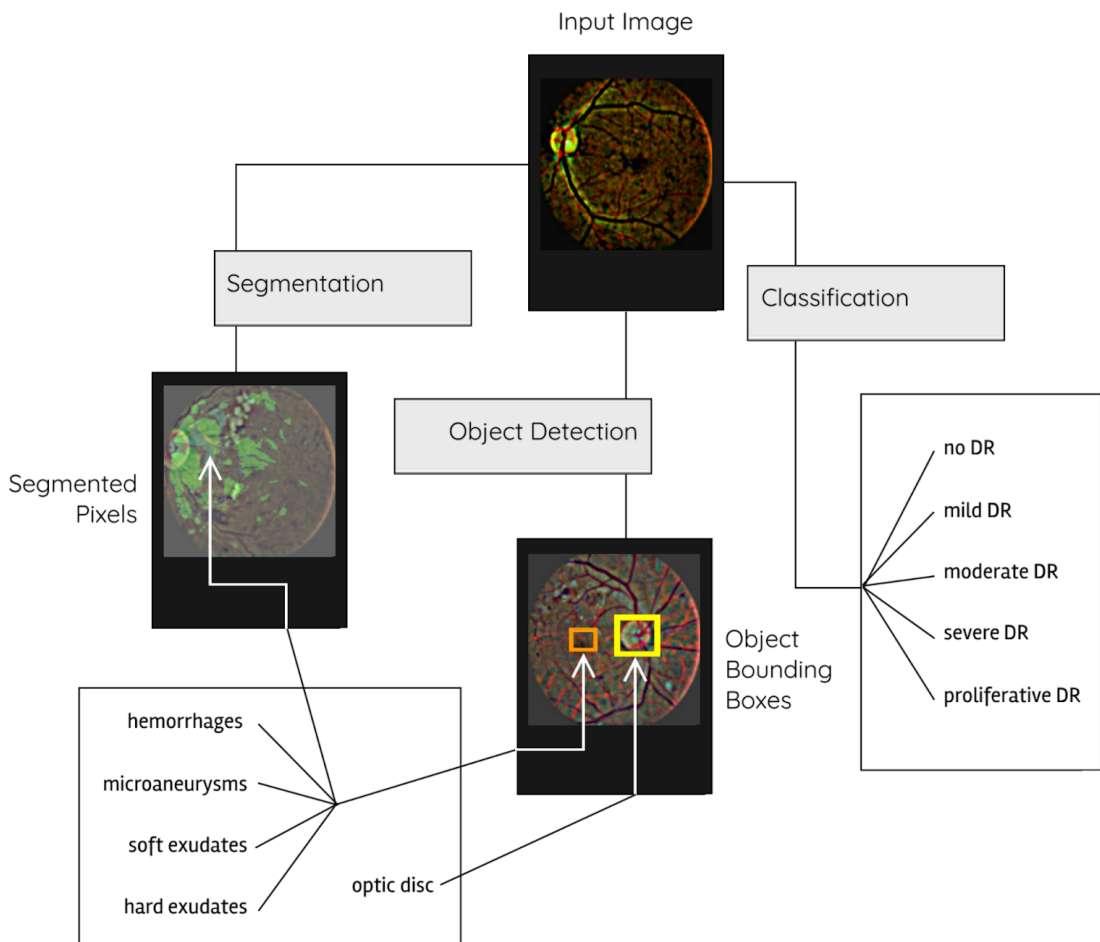 Input Image
Segmentation
Classification
Object Detection
Segmented
Pixels
no DR
mild DR
moderate DR
severe DR
proliferative DR
Object
Bounding
Boxes
hemorrhages
microaneurysms
soft exudates
hard exudates
optic disc